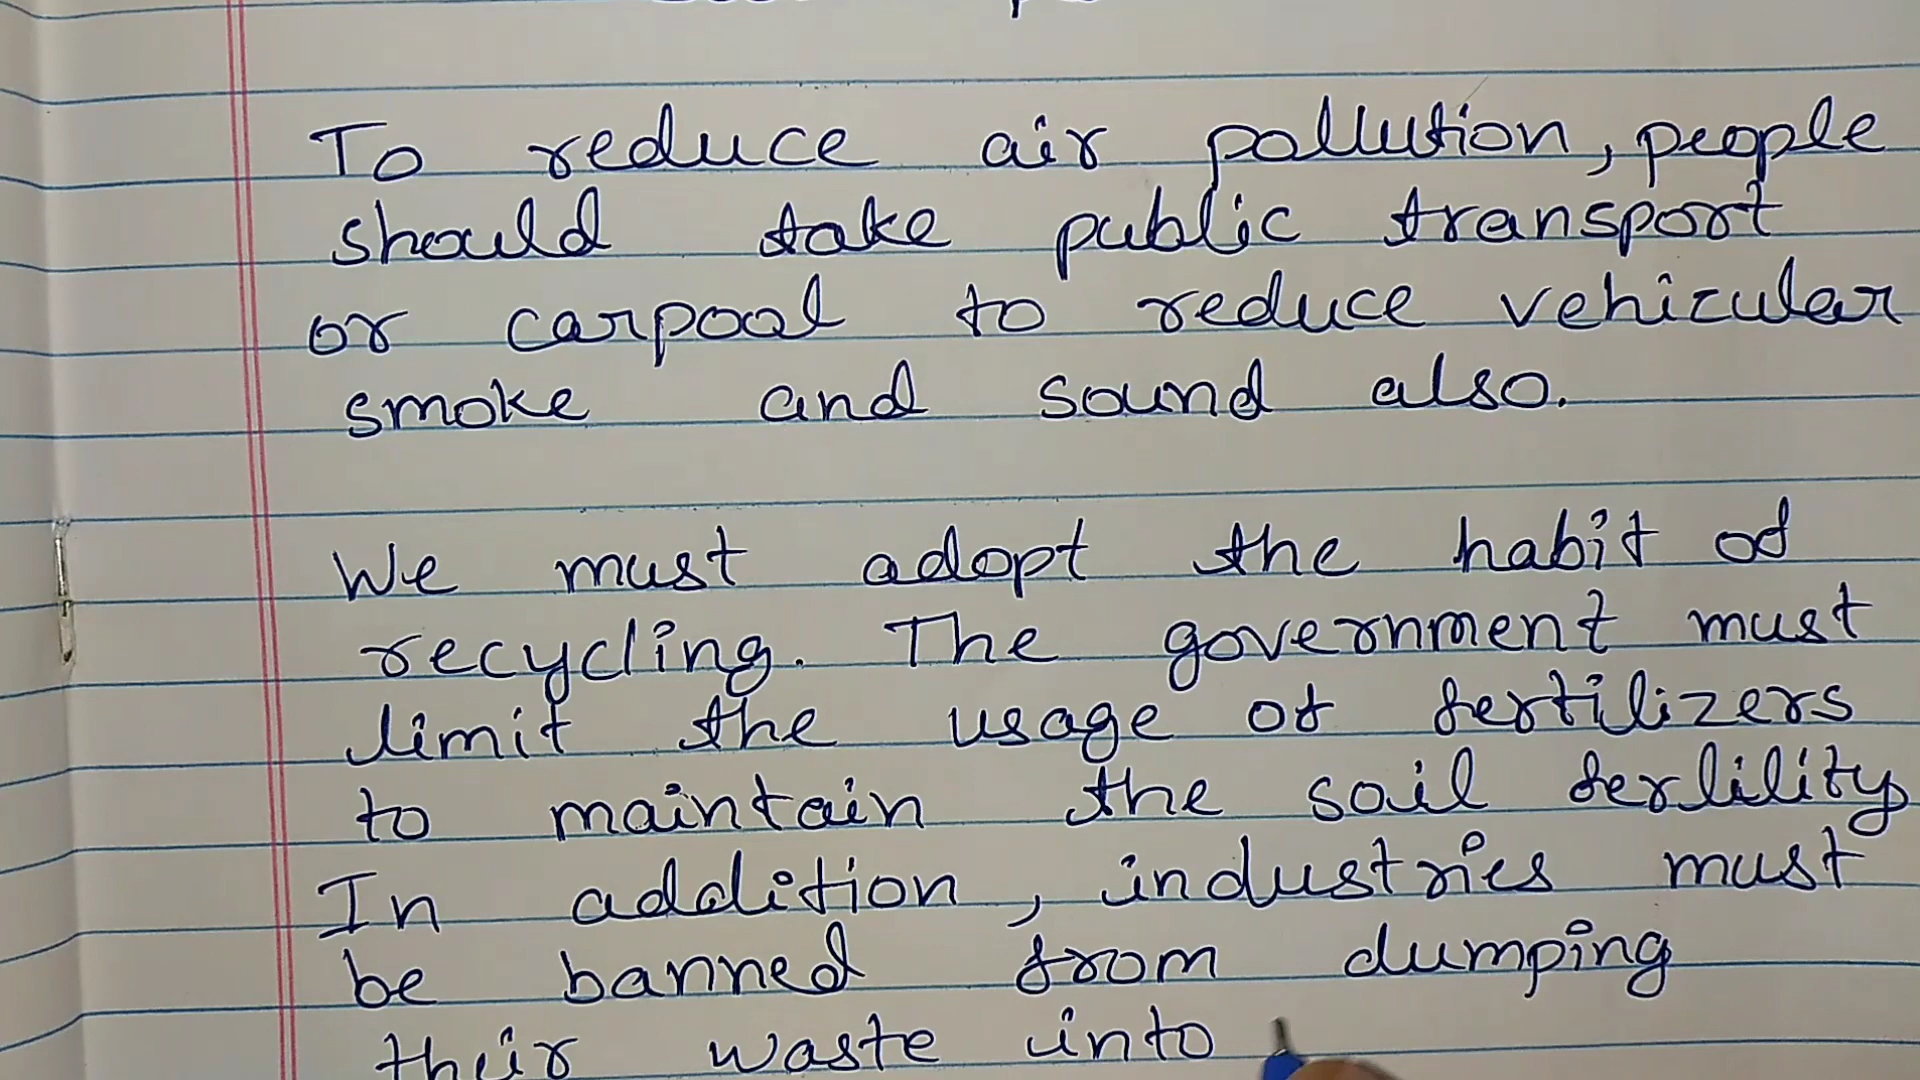 To reduce air pollution, people
should take public transport
or carpool to reduce vehicular
smoke and sound also.
We must adopt the habit of
recycling. The government must
limit the usage of fertilizers
to maintain the soil fertility
In addition, industries must
be banned from dumping
their waste into